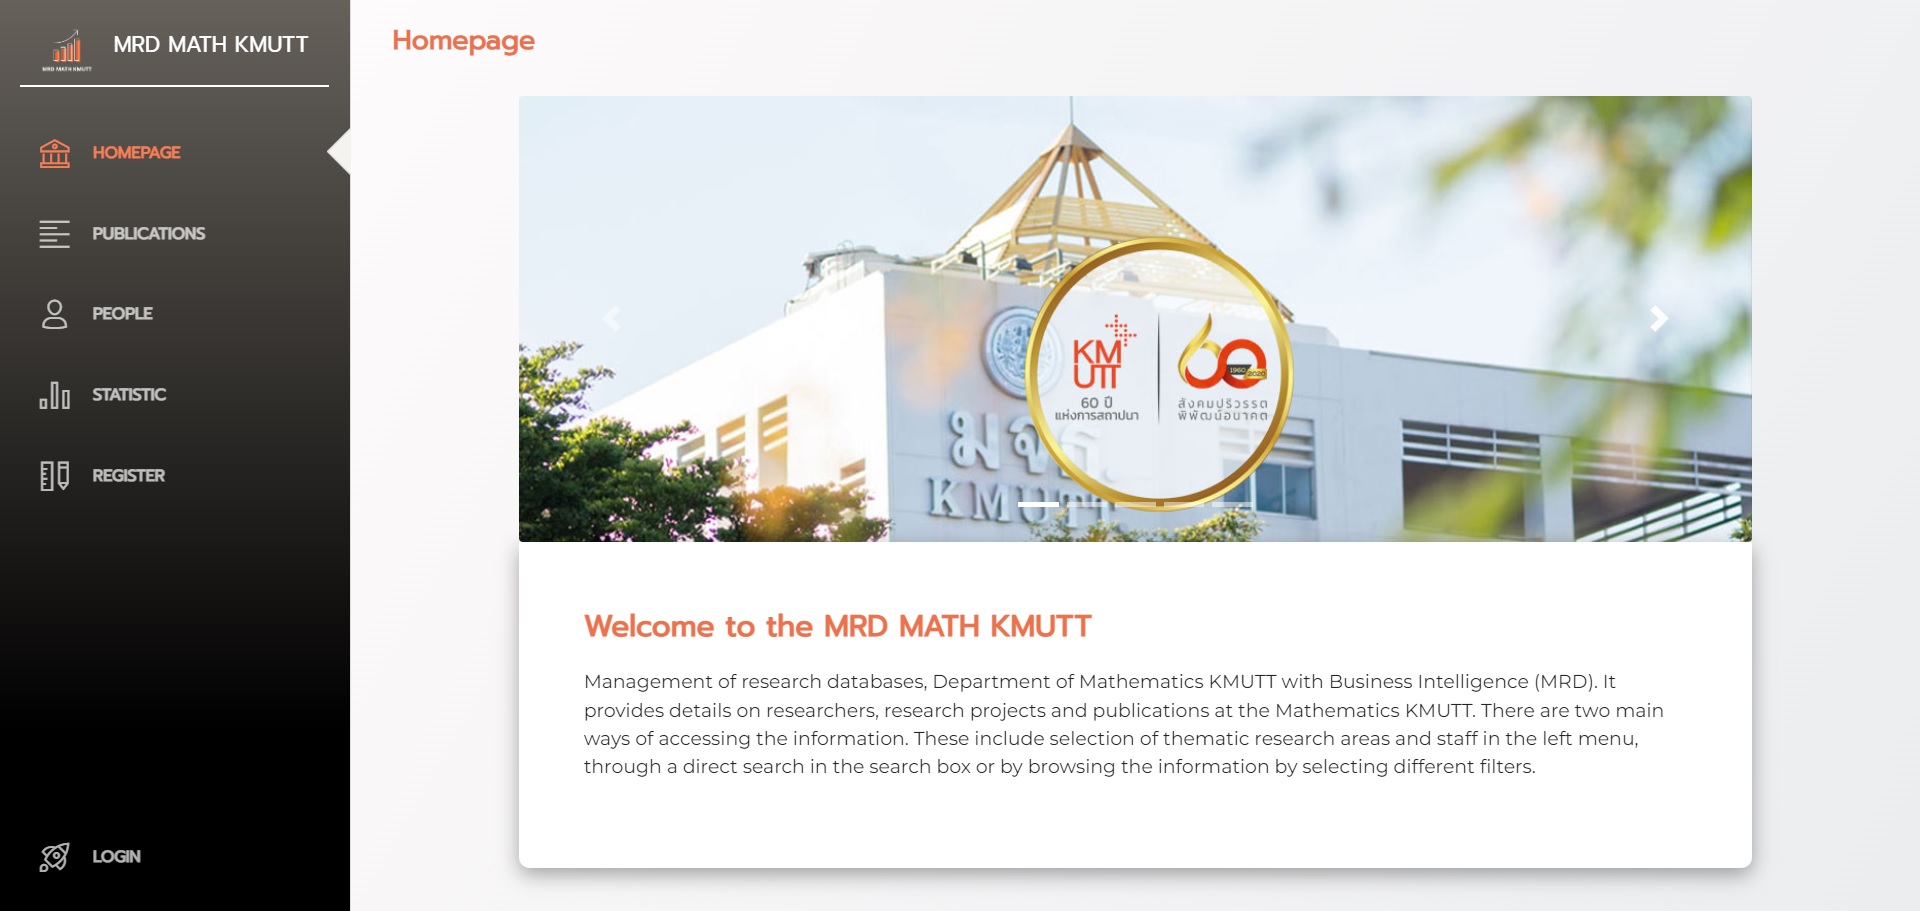 MRD MATH KMUTT
MRD MATH KMUTT
HOMEPAGE
PUBLICATIONS
PEOPLE
STATISTIC
REGISTER
LOGIN
Homepage
KM
UTT
60 ปี
แห่งการสถาปนา
1960
2020
สังคมปริวรรต
พิพัฒน์อนาคต
มจธ
KMUTT
Welcome to the MRD MATH KMUTT
Management of research databases, Department of Mathematics KMUTT with Business Intelligence (MRD). It
provides details on researchers, research projects and publications at the Mathematics KMUTT. There are two main
ways of accessing the information. These include selection of thematic research areas and staff in the left menu,
through a direct search in the search box or by browsing the information by selecting different filters.